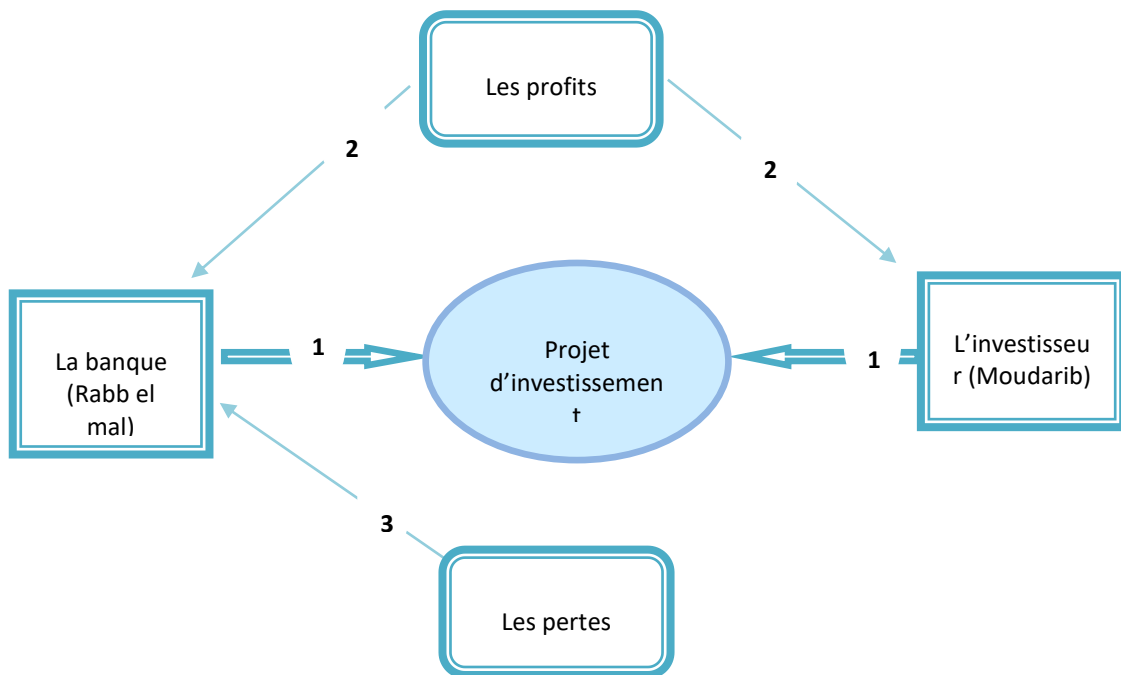 Les profits
2
2
La banque
(Rabb el
mal)
1
Projet
d’investissemen
t
1
L’investisseu
r (Moudarib)
3
Les pertes